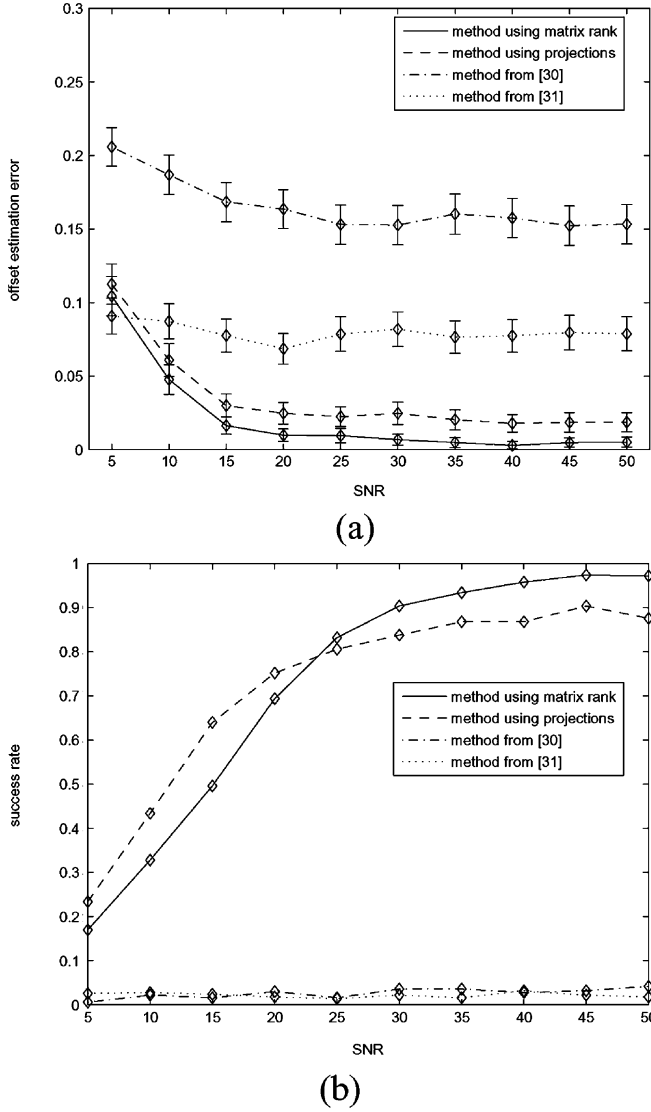 0.3
0.25
0.2
0.15
0.1
0.05
0
offset estimation error
method using matrix rank
method using projections
method from [30]
method from [31]
5 10 15 20 25 30 35 40 45 50
SNR
(a)
1
0.9
0.8
0.7
0.6
0.5
0.4
0.3
0.2
0.1
0
success rate
method using matrix rank
method using projections
method from [30]
method from [31]
5 10 15 20 25 30 35 40 45 50
SNR
(b)